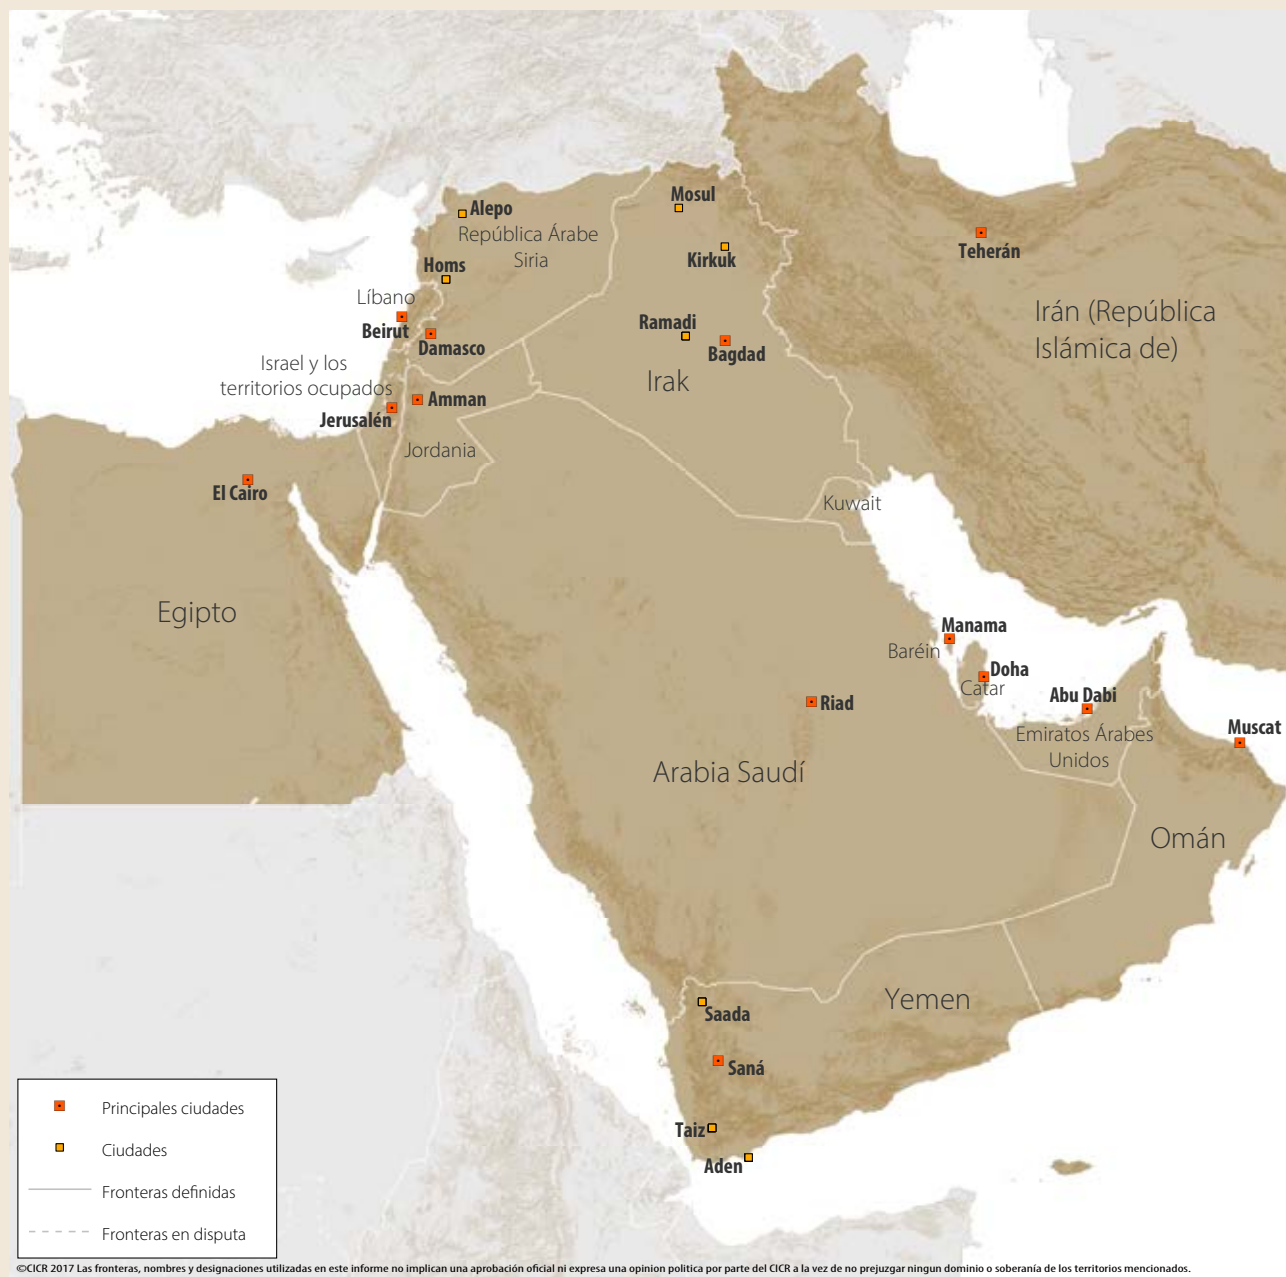 Mosul
Alepo
República Árabe
Siria
Teherán
Kirkuk
Homs
Líbano
Irán (República
Islámica de)
Beirut
Ramadi
Damasco
Bagdad
Israel y los
territorios ocupados
Irak
Amman
Jerusalén
Jordania
El Cairo
Kuwait
Egipto
Manama
Baréin
Doha
Catar
Abu Dabi
Riad
Muscat
Emiratos Árabes
Unidos
Arabia Saudí
Omán
Yemen
Saada
Saná
Taiz
Aden
Principales ciudades
Ciudades
Fronteras definidas
Fronteras en disputa
©CICR 2017 Las fronteras, nombres y designaciones utilizadas en este informe no implican una aprobación oficial ni expresa una opinion politica por parte del CICR a la vez de no prejuzgar ningun dominio o soberanía de los territorios mencionados.